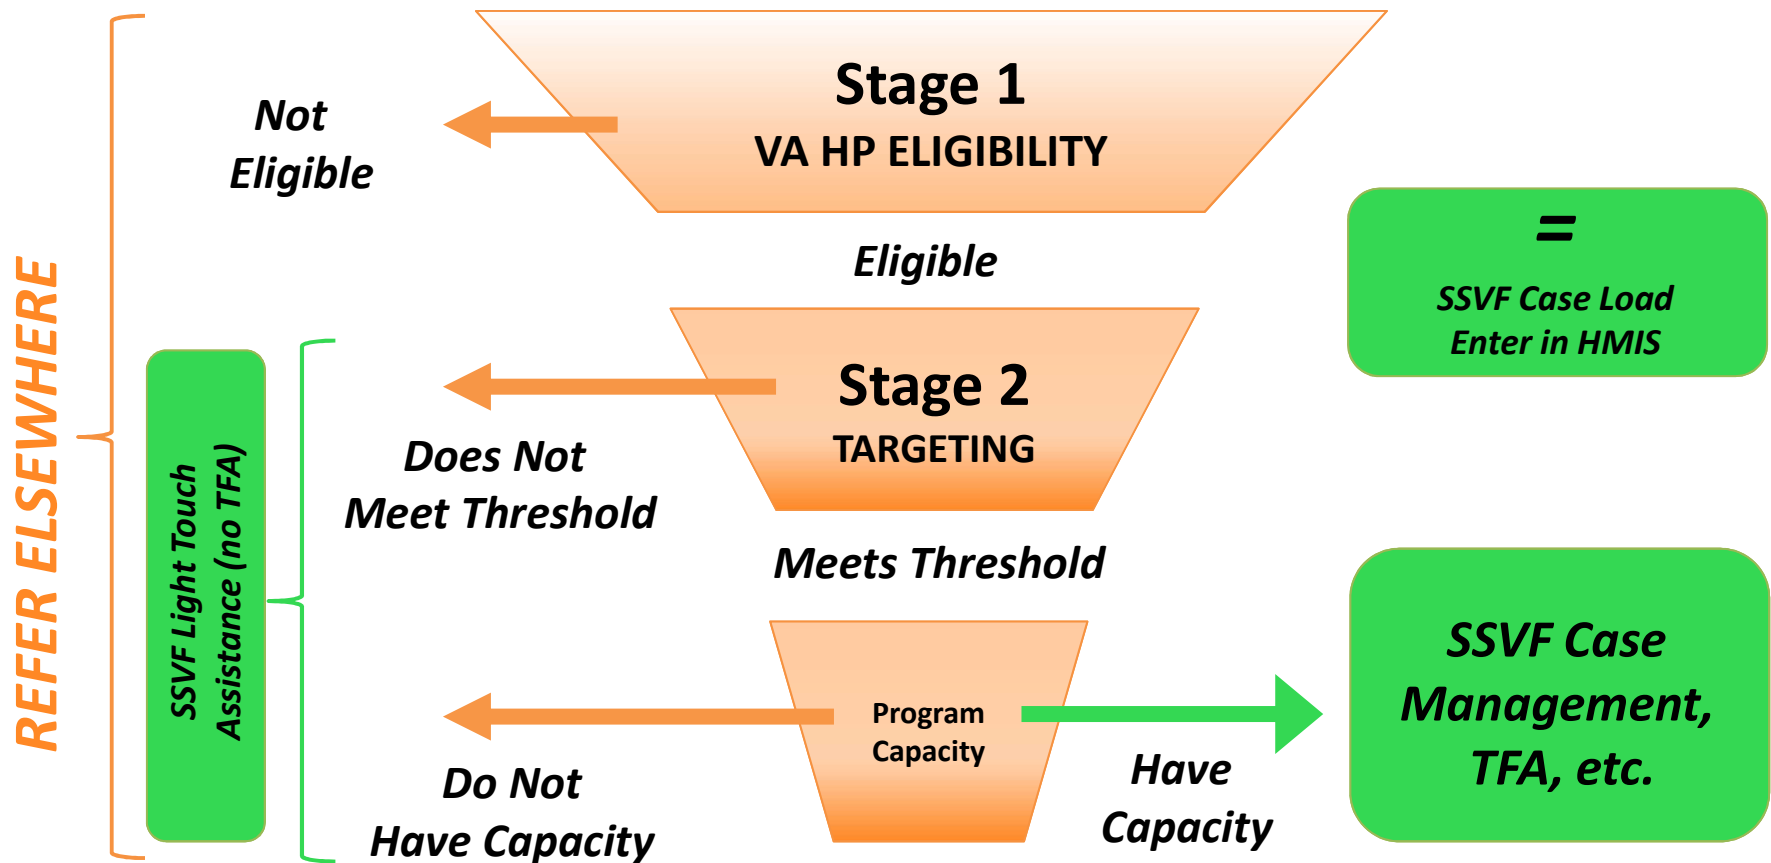 Stage 1
VA HP ELIGIBILITY
Not
Eligible
Eligible
=
SSVF Case Load
Enter in HMIS
REFER ELSEWHERE
SSVF Light Touch
Assistance (no TFA)
Stage 2
TARGETING
Does Not
Meet Threshold
Meets Threshold
Program
Capacity
Do Not
Have Capacity
Have
Capacity
SSVF Case
Management,
TFA, etc.